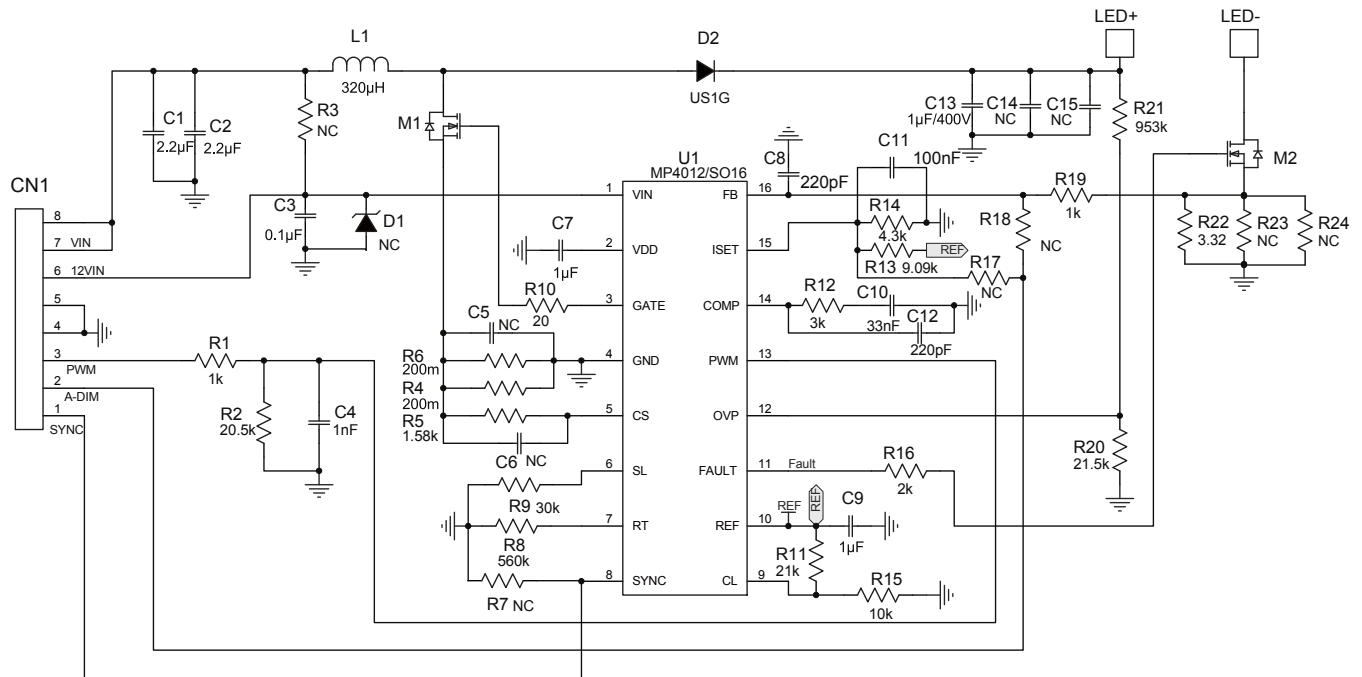 LED+
LED-
L1
320µH
D2
US1G
C1
2.2µF
C2
2.2µF
R3
NC
M1
C13
1µF/400V
C14
NC
C15
NC
R21
953k
M2
CN1
8
7
VIN
6
12VIN
5
4
3
PWM
2
A-DIM
1
SYNC
C3
0.1µF
D1
NC
C7
1µF
R10
20
C5
NC
R6
200m
R4
200m
R5
1.58k
C6
NC
R9
30k
R8
560k
R7
NC
R1
1k
R2
20.5k
C4
1nF
U1
MP4012/SO16
1
VIN
2
VDD
3
GATE
4
GND
5
CS
6
SL
7
RT
8
SYNC
FB
16
ISET
15
COMP
14
PWM
13
OVP
12
FAULT
11
Fault
REF
10
REF
CL
9
C8
220pF
C11
100nF
R14
4.3k
REF
R13
9.09k
R17
NC
R18
NC
R19
1k
R22
3.32
R23
NC
R24
NC
R12
3k
C10
33nF
C12
220pF
R16
2k
R20
21.5k
REF
C9
1µF
R11
21k
R15
10k